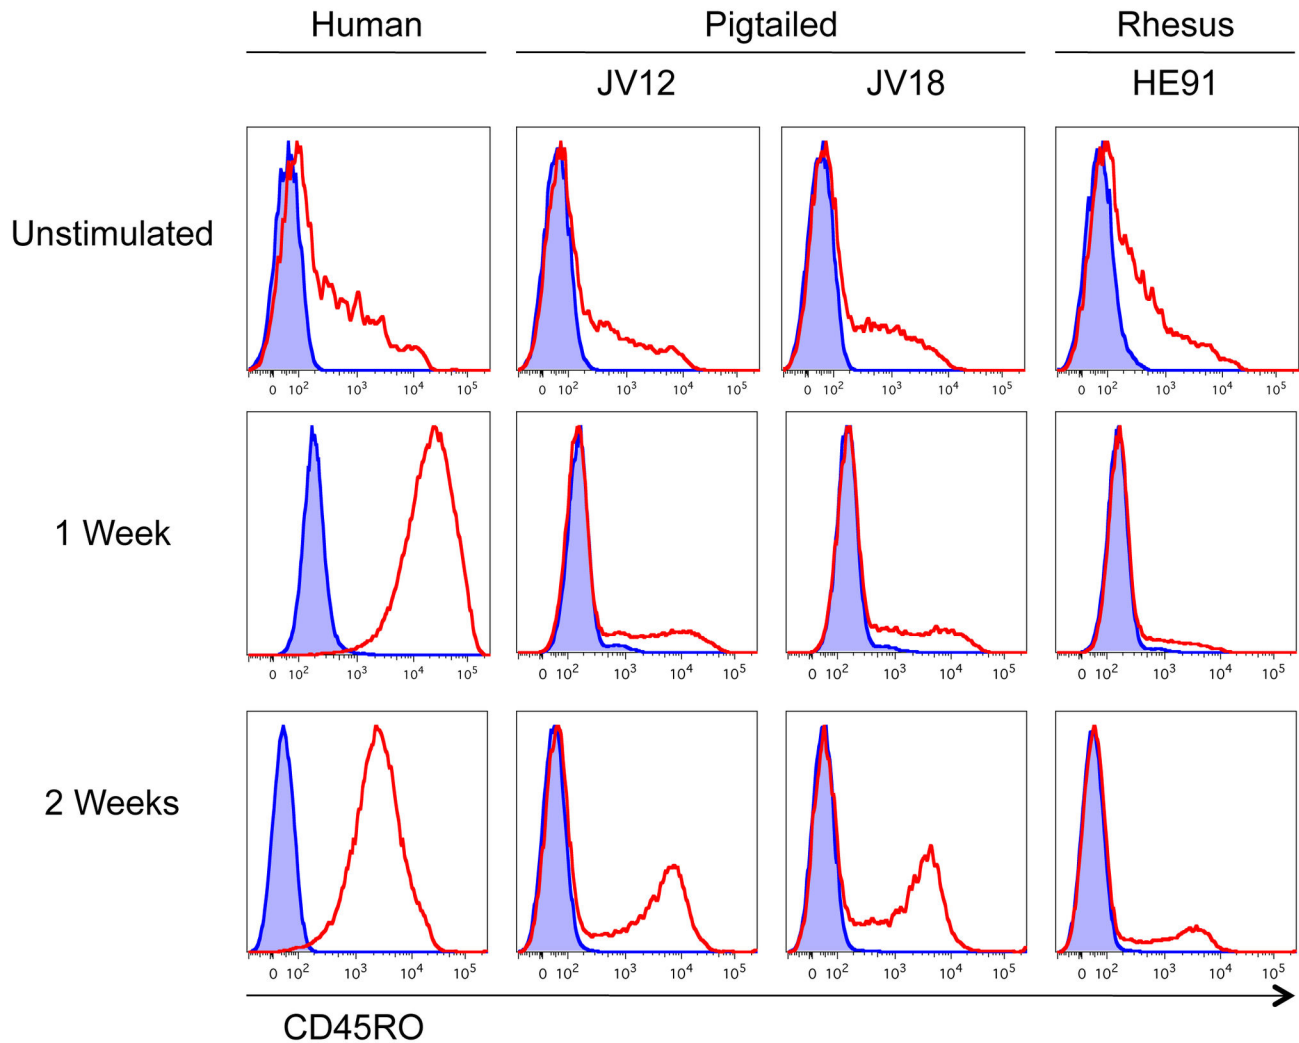 Human Pigtailed Rhesus
JV12 JV18 HE91
Unstimulated
0 10² 10³ 10⁴ 10⁵ 0 10² 10³ 10⁴ 10⁵ 0 10² 10³ 10⁴ 10⁵ 0 10² 10³ 10⁴ 10⁵
1 Week
0 10² 10³ 10⁴ 10⁵ 0 10² 10³ 10⁴ 10⁵ 0 10² 10³ 10⁴ 10⁵ 0 10² 10³ 10⁴ 10⁵
2 Weeks
0 10² 10³ 10⁴ 10⁵ 0 10² 10³ 10⁴ 10⁵ 0 10² 10³ 10⁴ 10⁵ 0 10² 10³ 10⁴ 10⁵
CD45RO